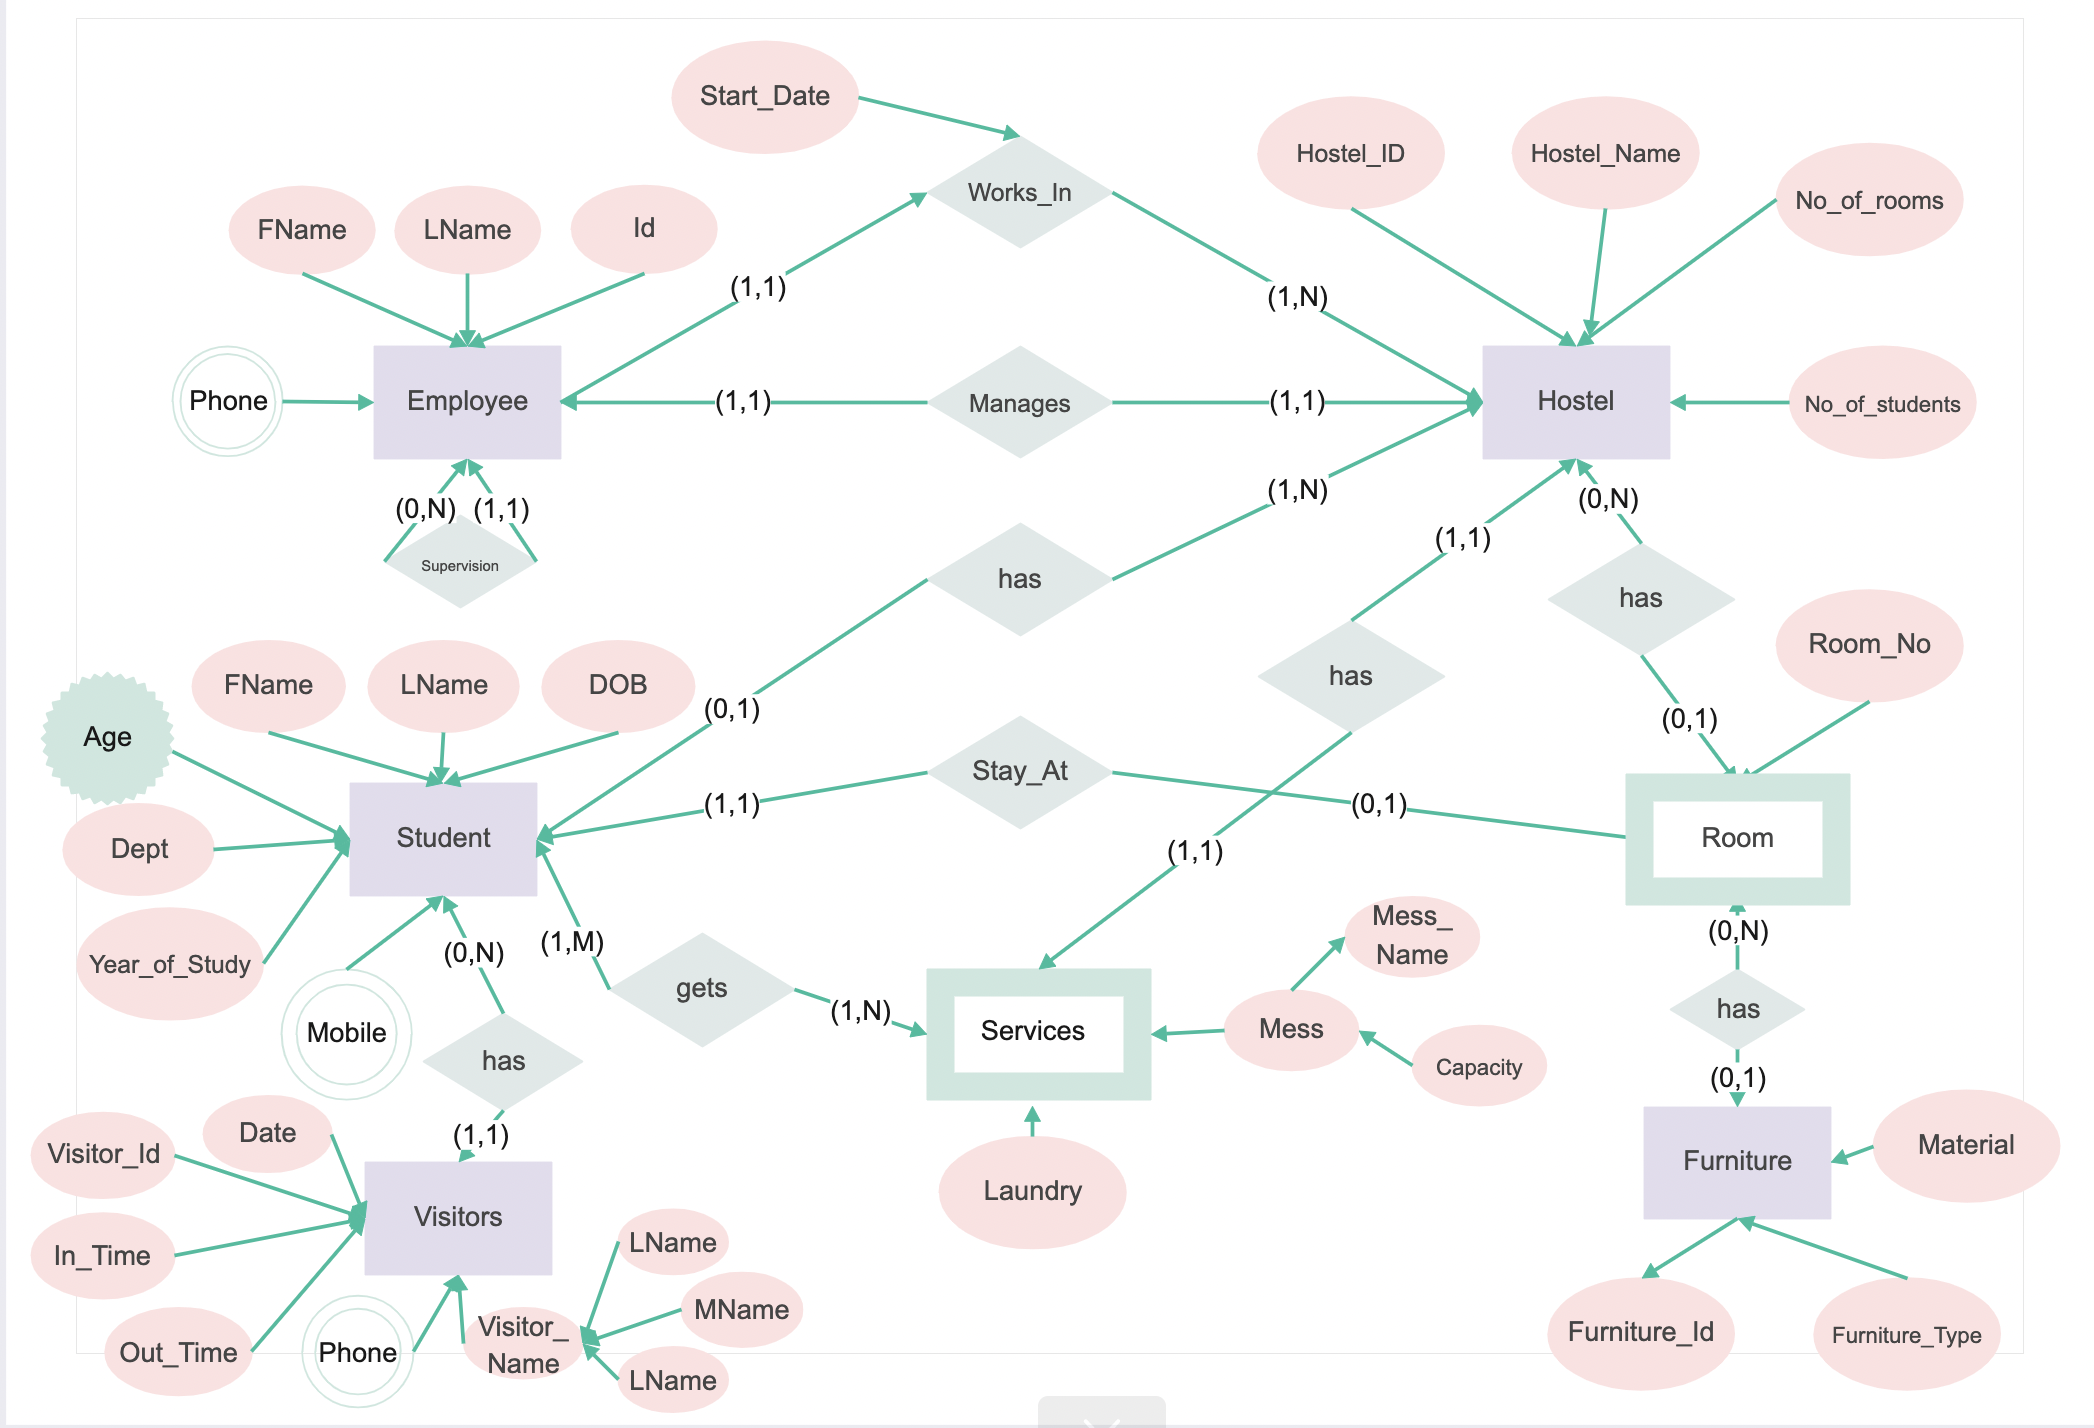 Start_Date
Hostel_ID
Hostel_Name
No_of_rooms
Works_In
FName
LName
Id
(1,1)
(1,N)
Phone
Employee
(1,1)
Manages
(1,1)
Hostel
No_of_students
(0,N)
(1,1)
Supervision
(1,N)
(0,N)
(1,1)
has
has
Room_No
FName
LName
DOB
has
(0,1)
(0,1)
Age
Stay_At
(1,1)
(0,1)
Student
Room
Dept
(1,1)
Mess_
Name
(0,N)
(1,M)
(0,N)
Year_of_Study
gets
(1,N)
Mobile
Services
Mess
has
Capacity
has
(0,1)
Date
(1,1)
Visitor_Id
Material
Furniture
Laundry
Visitors
In_Time
LName
MName
Out_Time
Phone
Visitor_
Name
LName
Furniture_Id
Furniture_Type